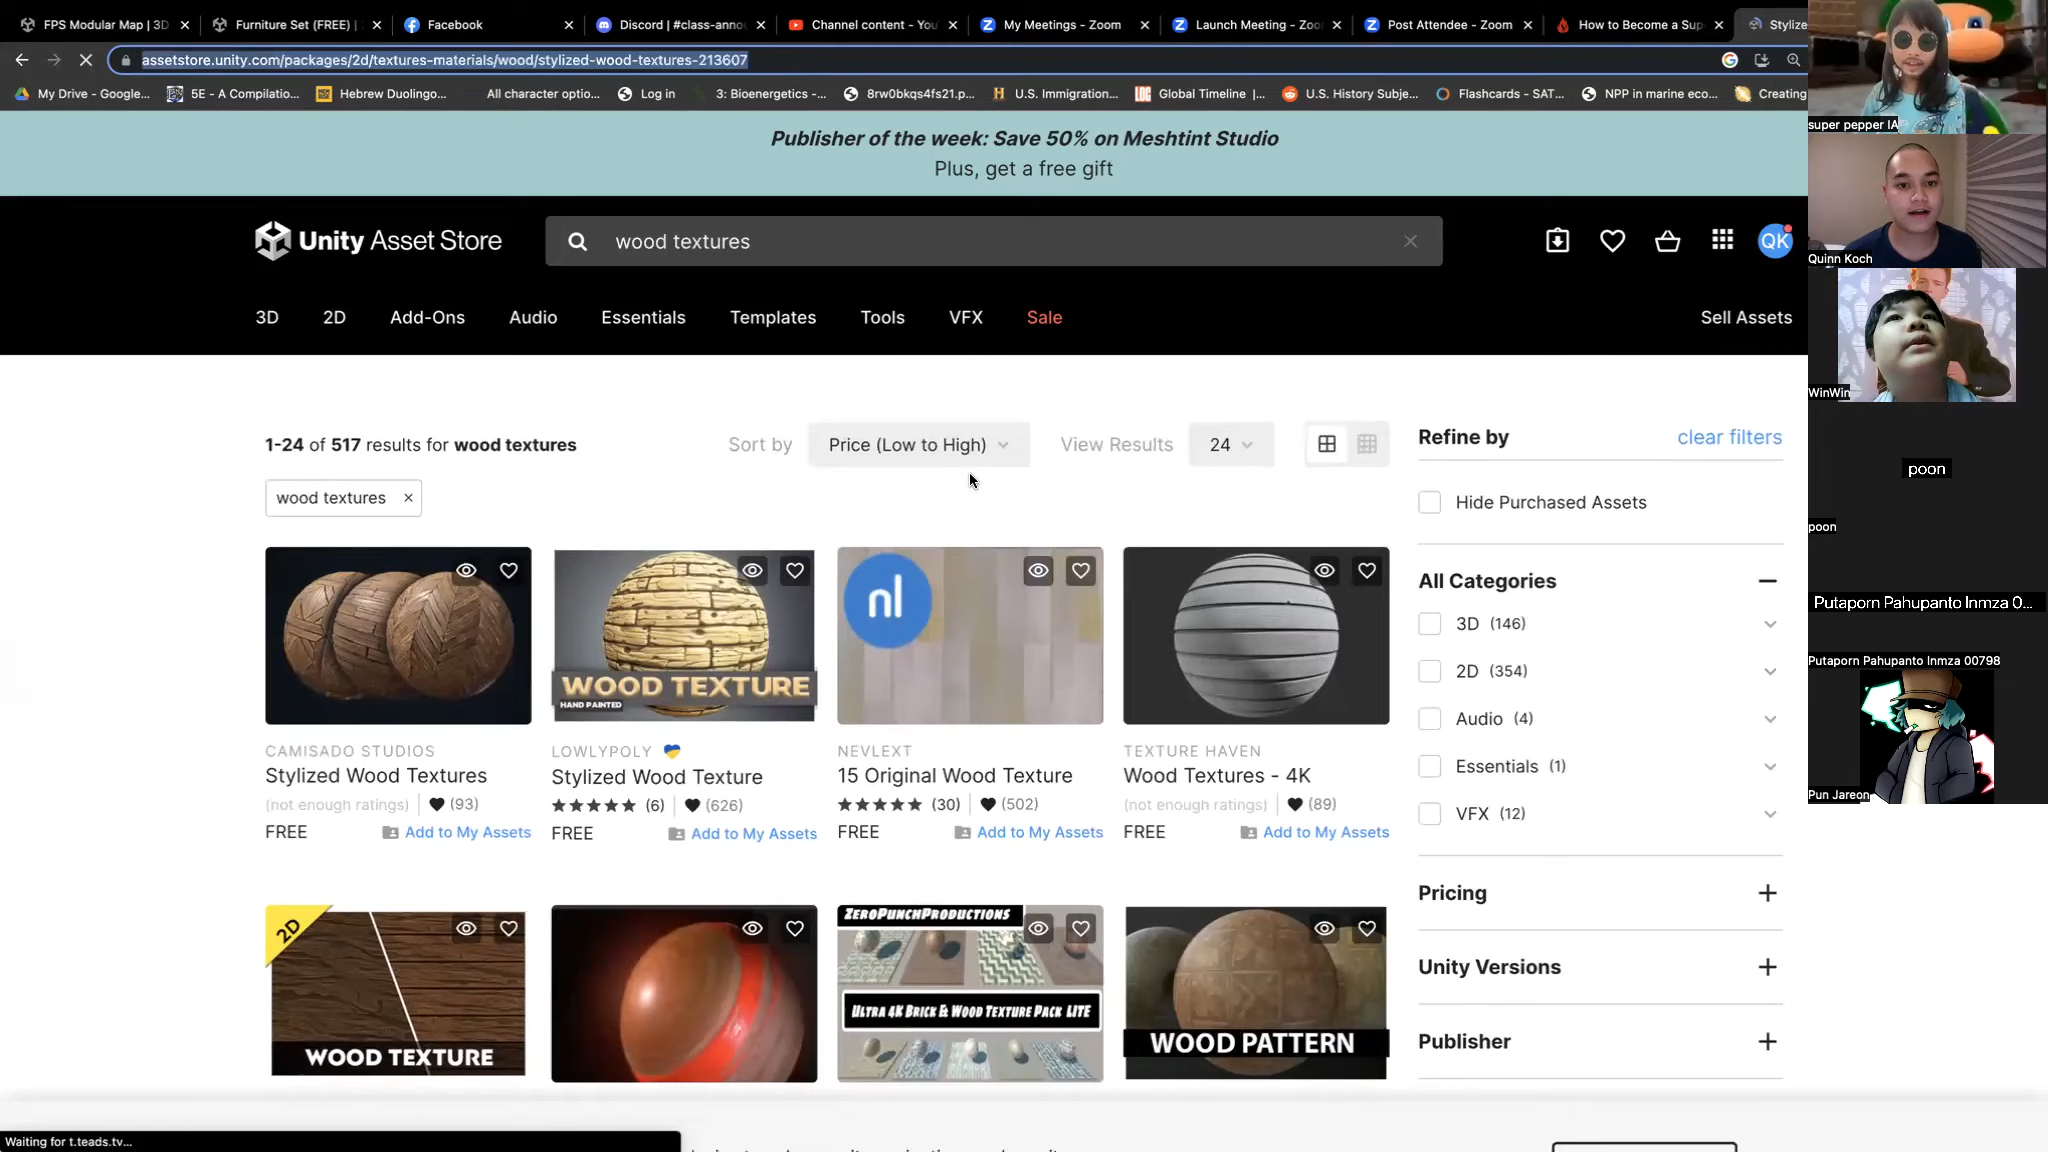 FPS Modular Map | 3D
Furniture Set (FREE) |
Facebook
Discord | #class-annou
Channel content - You
My Meetings - Zoom
Launch Meeting - Zoo
Post Attendee - Zoom
How to Become a Sup
Stylize
assetstore.unity.com/packages/2d/textures-materials/wood/stylized-wood-textures-213607
My Drive - Google...
5E - A Compilatio...
Hebrew Duolingo...
All character optio...
Log in
3: Bioenergetics -...
8rw0bkqs4fs21.p...
U.S. Immigration...
Global Timeline |...
U.S. History Subje...
Flashcards - SAT...
NPP in marine eco...
Creating
super pepper IA
Publisher of the week: Save 50% on Meshtint Studio
Plus, get a free gift
Unity Asset Store
wood textures
QK
Quinn Koch
3D
2D
Add-Ons
Audio
Essentials
Templates
Tools
VFX
Sale
Sell Assets
WinWin
1-24 of 517 results for wood textures
Sort by
Price (Low to High)
View Results
24
Refine by
clear filters
wood textures ×
Hide Purchased Assets
poon
poon
All Categories
3D (146)
2D (354)
Audio (4)
Essentials (1)
VFX (12)
Putaporn Pahupanto Inmza 0...
Putaporn Pahupanto Inmza 00798
Pun Jareon
WOOD TEXTURE
HAND PAINTED
nl
CAMISADO STUDIOS
Stylized Wood Textures
(not enough ratings) | (93)
FREE
Add to My Assets
LOWLYPOLY
Stylized Wood Texture
(6) | (626)
FREE
Add to My Assets
NEVLEXT
15 Original Wood Texture
(30) | (502)
FREE
Add to My Assets
TEXTURE HAVEN
Wood Textures - 4K
(not enough ratings) | (89)
FREE
Add to My Assets
Pricing
Unity Versions
Publisher
2D
WOOD TEXTURE
ZEROPUNCHPRODUCTIONS
ULTRA 4K BRICK & WOOD TEXTURE PACK LITE
WOOD PATTERN
Waiting for t.teads.tv...